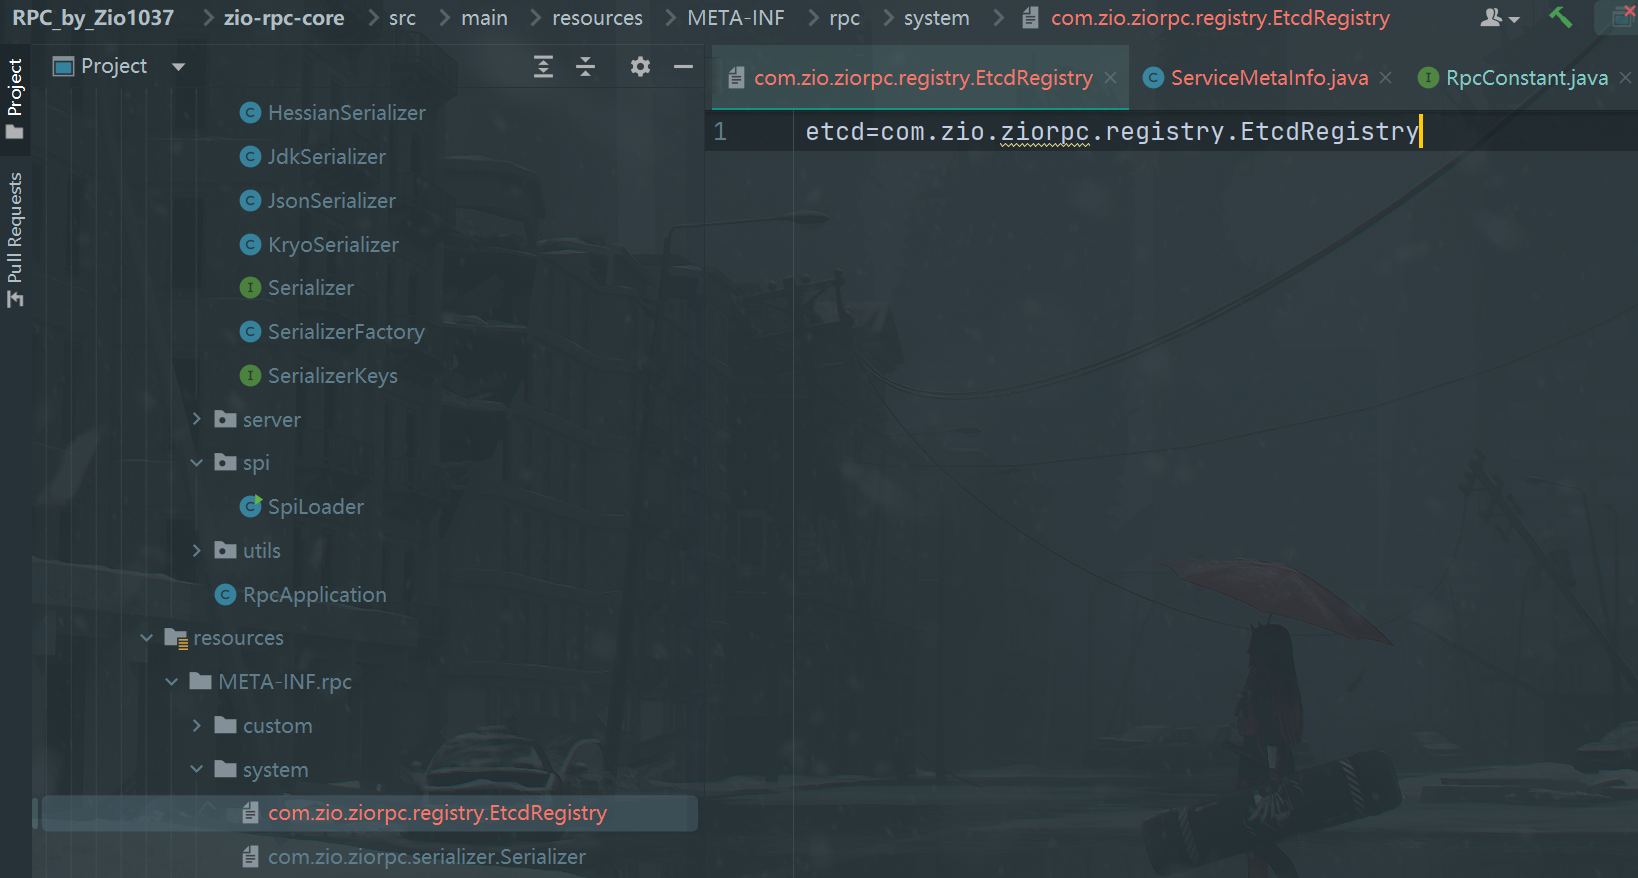 RPC_by_Zio1037 zio-rpc-core src main resources META-INF rpc system com.zio.ziorpc.registry.EtcdRegistry
Project
Pull Requests
Project
HessianSerializer
JdkSerializer
JsonSerializer
KryoSerializer
Serializer
SerializerFactory
SerializerKeys
server
spi
SpiLoader
utils
RpcApplication
resources
META-INF.rpc
custom
system
com.zio.ziorpc.registry.EtcdRegistry
com.zio.ziorpc.serializer.Serializer
com.zio.ziorpc.registry.EtcdRegistry ServiceMetaInfo.java RpcConstant.java
1 etcd=com.zio.ziorpc.registry.EtcdRegistry